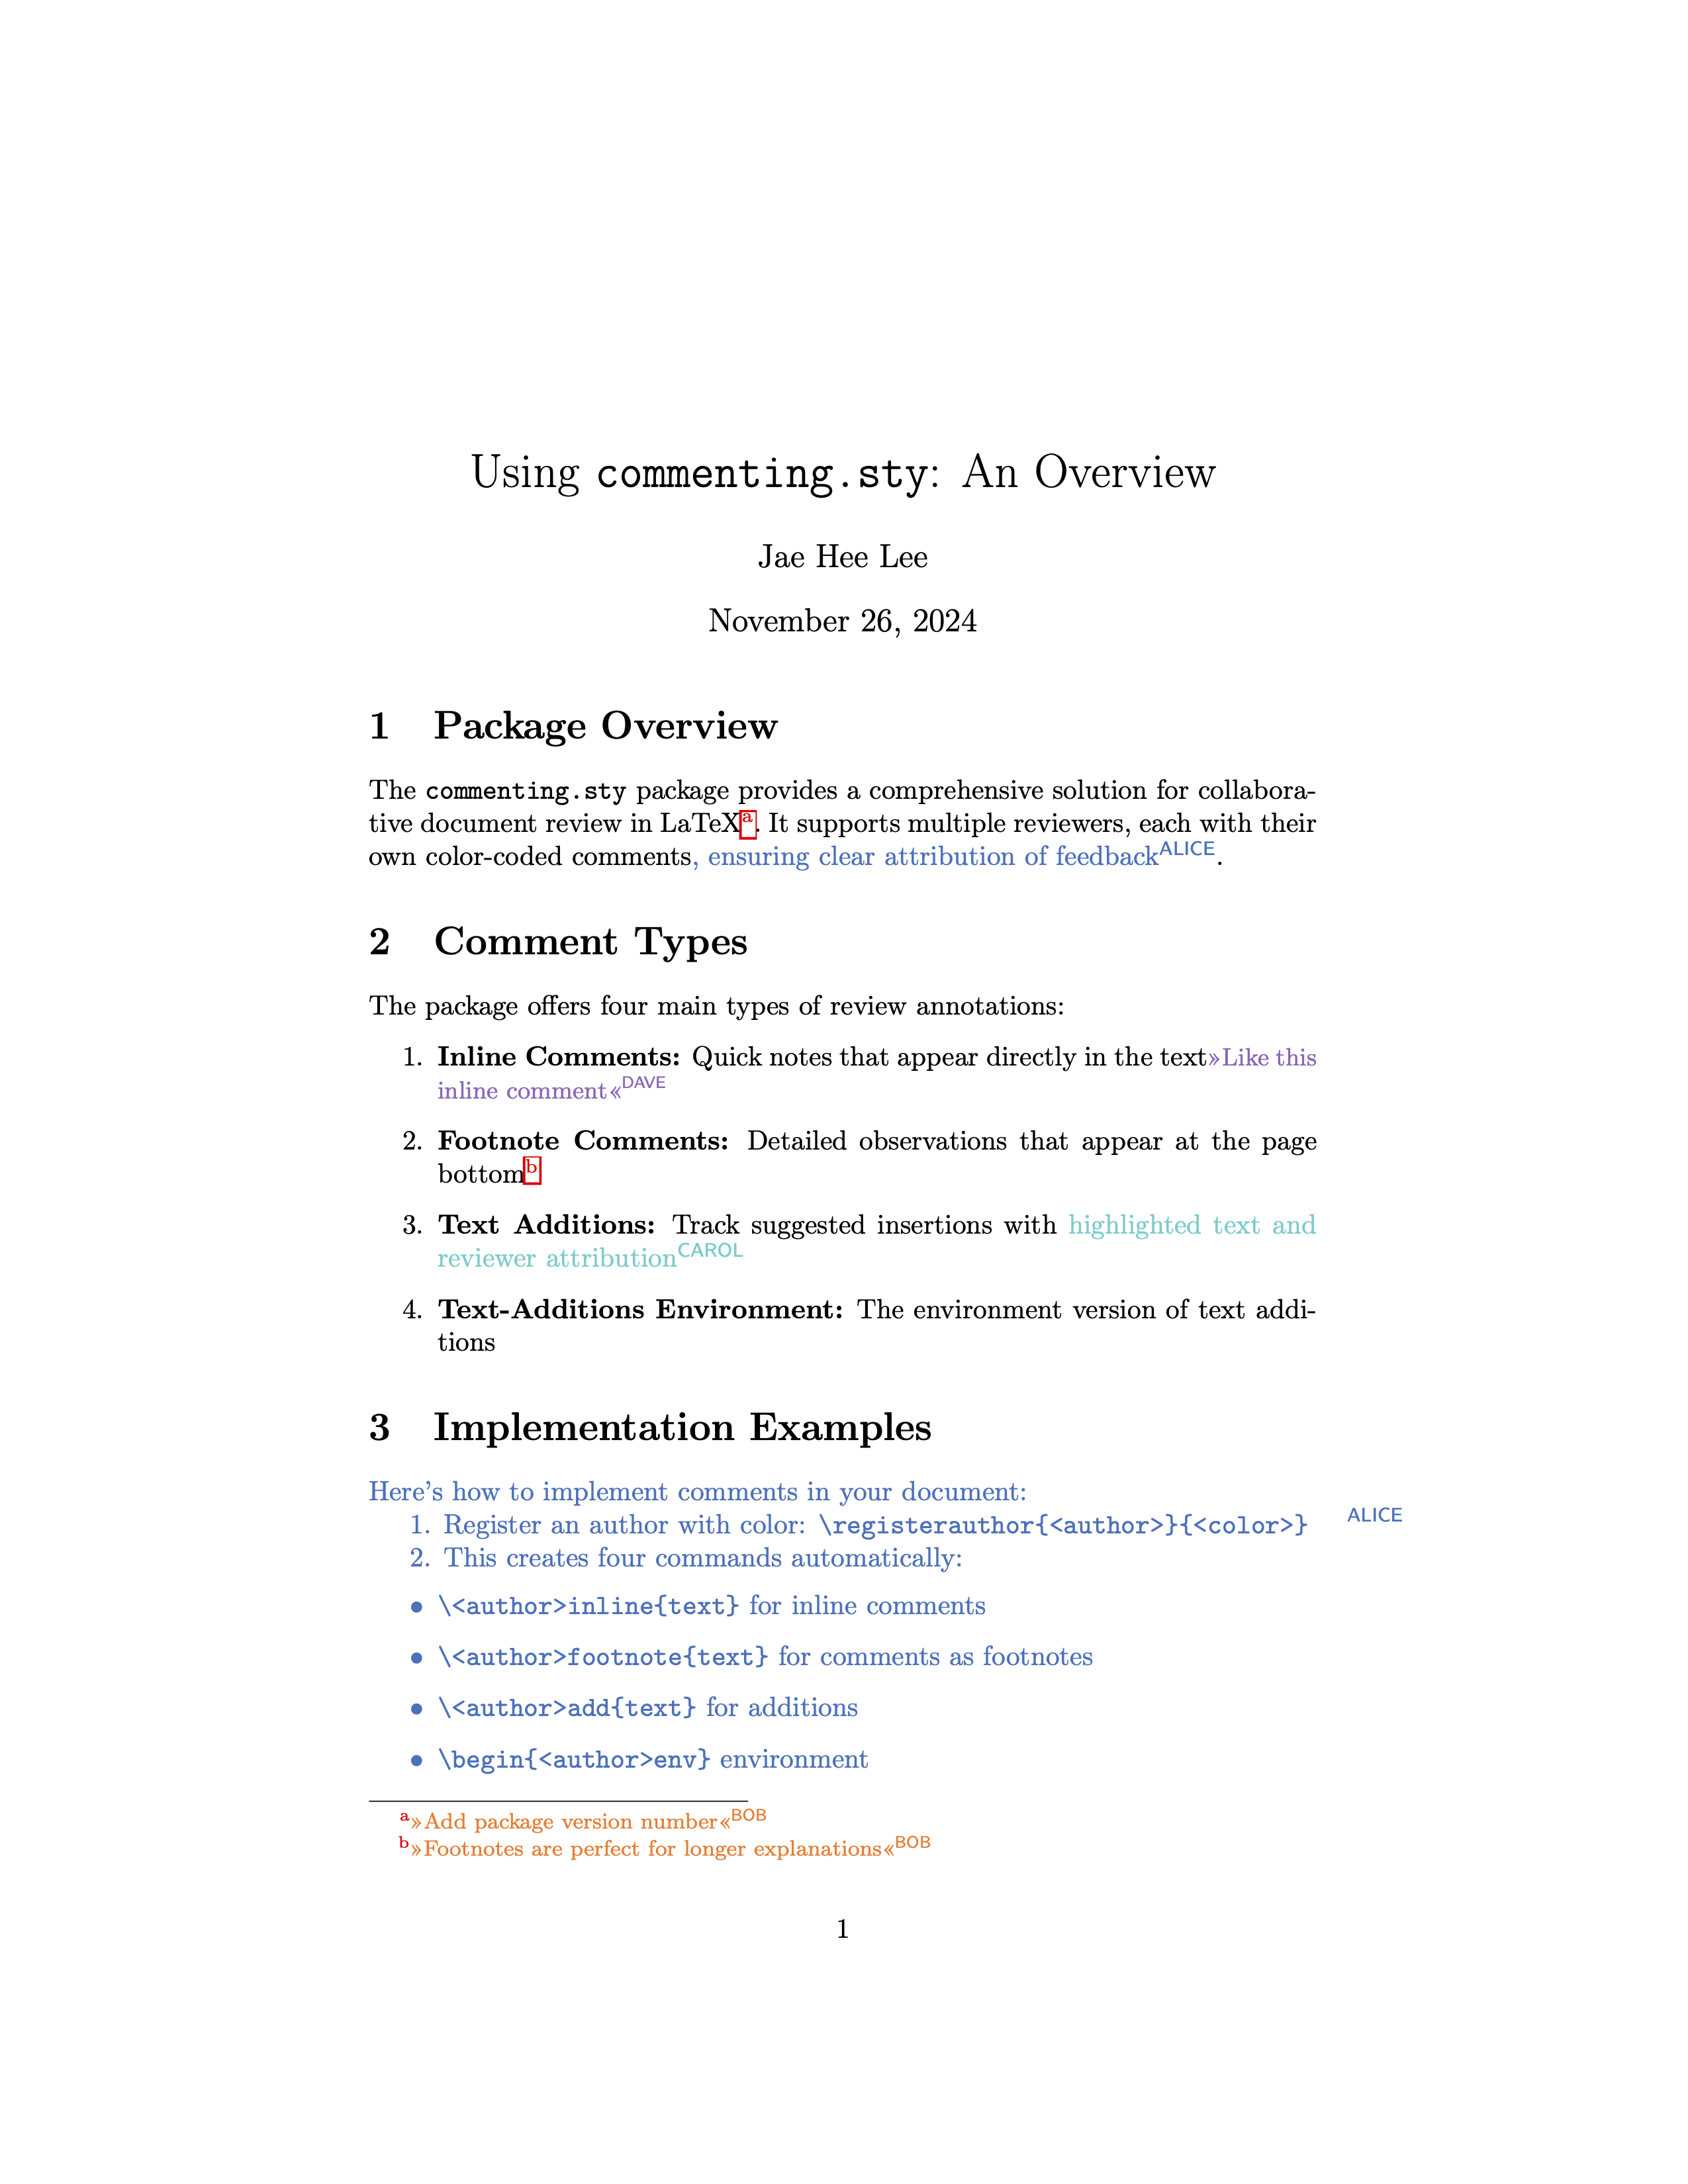 Using commenting.sty: An Overview
Jae Hee Lee
November 26, 2024
1 Package Overview
The commenting.sty package provides a comprehensive solution for collabora-
tive document review in LaTeXa. It supports multiple reviewers, each with their
own color-coded comments, ensuring clear attribution of feedbackALICE.
2 Comment Types
The package offers four main types of review annotations:
1. Inline Comments: Quick notes that appear directly in the text»Like this
inline comment«DAVE
2. Footnote Comments: Detailed observations that appear at the page
bottomb
3. Text Additions: Track suggested insertions with highlighted text and
reviewer attributionCAROL
4. Text-Additions Environment: The environment version of text addi-
tions
3 Implementation Examples
Here’s how to implement comments in your document:
1. Register an author with color: \registerauthor{<author>}{<color>} ALICE
2. This creates four commands automatically:
• \<author>inline{text} for inline comments
• \<author>footnote{text} for comments as footnotes
• \<author>add{text} for additions
• \begin{<author>env} environment
a»Add package version number«BOB
b»Footnotes are perfect for longer explanations«BOB
1